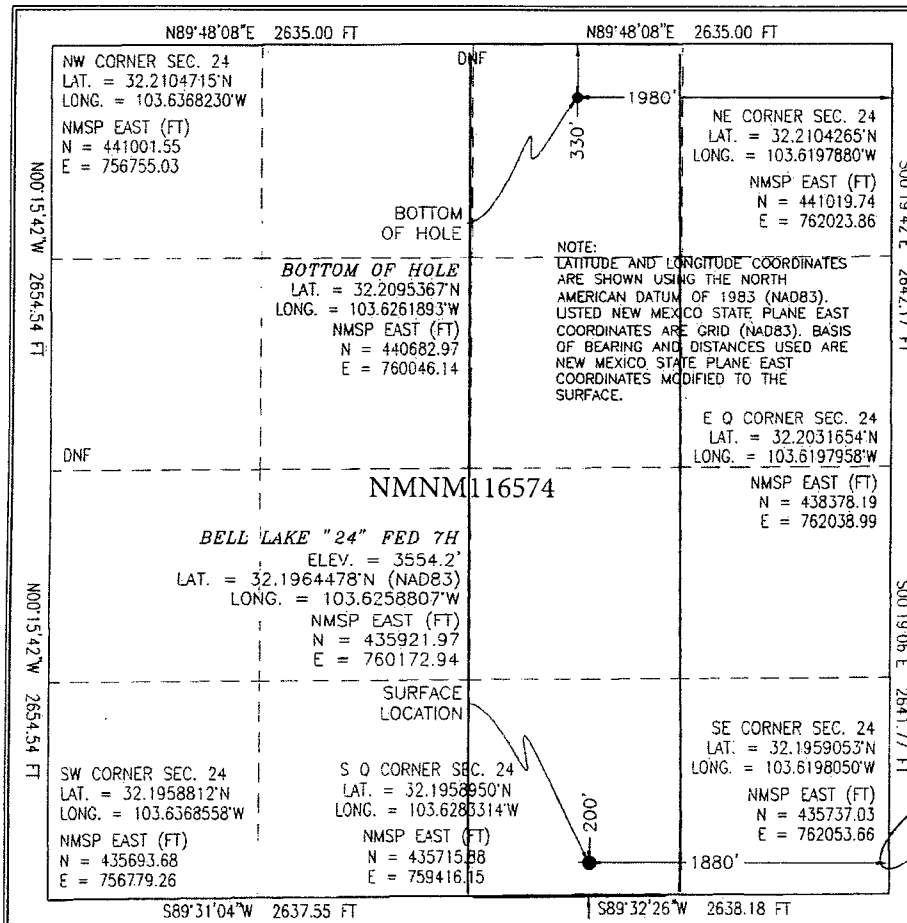 N89°48'08"E 2635.00 FT
N89°48'08"E 2635.00 FT
NW CORNER SEC. 24
LAT. = 32.2104715°N
LONG. = 103.6368230°W
NMSP EAST (FT)
N = 441001.55
E = 756755.03
DNF
1980'
330'
NE CORNER SEC. 24
LAT. = 32.2104265°N
LONG. = 103.6197880°W
NMSP EAST (FT)
N = 441019.74
E = 762023.86
N00°15'42"W 2654.54 FT
S00°19'42"E 2642.17 FT
BOTTOM
OF HOLE
BOTTOM OF HOLE
LAT. = 32.2095367°N
LONG. = 103.6261893°W
NMSP EAST (FT)
N = 440682.97
E = 760046.14
NOTE:
LATITUDE AND LONGITUDE COORDINATES
ARE SHOWN USING THE NORTH
AMERICAN DATUM OF 1983 (NAD83).
LISTED NEW MEXICO STATE PLANE EAST
COORDINATES ARE GRID (NAD83). BASIS
OF BEARING AND DISTANCES USED ARE
NEW MEXICO STATE PLANE EAST
COORDINATES MODIFIED TO THE
SURFACE.
E Q CORNER SEC. 24
LAT. = 32.2031654°N
LONG. = 103.6197958°W
NMSP EAST (FT)
N = 438378.19
E = 762038.99
DNF
NMNM116574
BELL LAKE "24" FED 7H
ELEV. = 3554.2'
LAT. = 32.1964478°N (NAD83)
LONG. = 103.6258807°W
NMSP EAST (FT)
N = 435921.97
E = 760172.94
N00°15'42"W 2654.54 FT
S00°19'06"E 2641.77 FT
SURFACE
LOCATION
SW CORNER SEC. 24
LAT. = 32.1958812°N
LONG. = 103.6368558°W
NMSP EAST (FT)
N = 435693.68
E = 756779.26
S Q CORNER SEC. 24
LAT. = 32.1958950°N
LONG. = 103.6283314°W
NMSP EAST (FT)
N = 435715.88
E = 759416.15
200'
1880'
SE CORNER SEC. 24
LAT. = 32.1959053°N
LONG. = 103.6198050°W
NMSP EAST (FT)
N = 435737.03
E = 762053.66
S89°31'04"W 2637.55 FT
S89°32'26"W 2638.18 FT